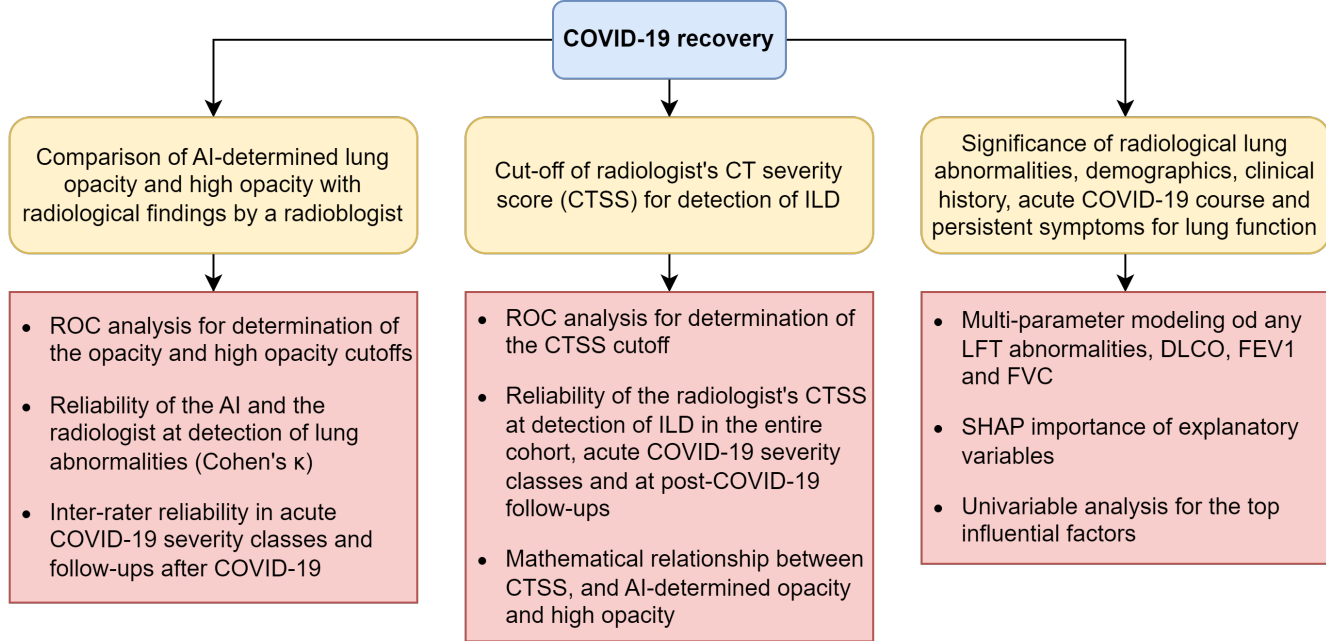 COVID-19 recovery
Comparison of AI-determined lung
opacity and high opacity with
radiological findings by a radioblogist
Cut-off of radiologist's CT severity
score (CTSS) for detection of ILD
Significance of radiological lung
abnormalities, demographics, clinical
history, acute COVID-19 course and
persistent symptoms for lung function
• ROC analysis for determination of
the opacity and high opacity cutoffs
• Reliability of the AI and the
radiologist at detection of lung
abnormalities (Cohen's κ)
• Inter-rater reliability in acute
COVID-19 severity classes and
follow-ups after COVID-19
• ROC analysis for determination of
the CTSS cutoff
• Reliability of the radiologist's CTSS
at detection of ILD in the entire
cohort, acute COVID-19 severity
classes and at post-COVID-19
follow-ups
• Mathematical relationship between
CTSS, and AI-determined opacity
and high opacity
• Multi-parameter modeling od any
LFT abnormalities, DLCO, FEV1
and FVC
• SHAP importance of explanatory
variables
• Univariable analysis for the top
influential factors